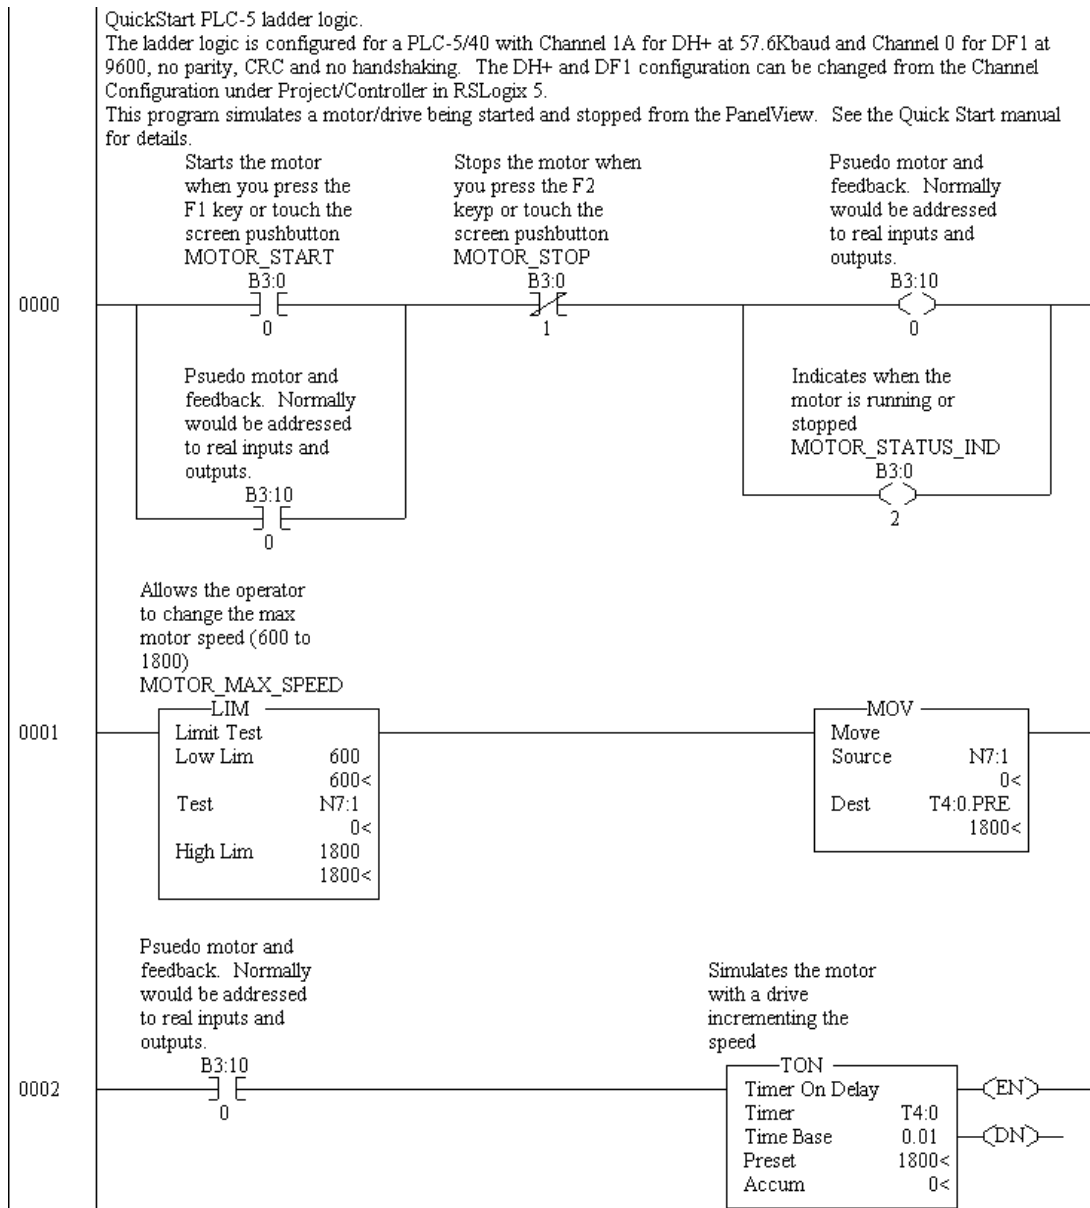 QuickStart PLC-5 ladder logic.
The ladder logic is configured for a PLC-5/40 with Channel 1A for DH+ at 57.6Kbaud and Channel 0 for DF1 at
9600, no parity, CRC and no handshaking.  The DH+ and DF1 configuration can be changed from the Channel
Configuration under Project/Controller in RSLogix 5.
This program simulates a motor/drive being started and stopped from the PanelView.  See the Quick Start manual
for details.
Starts the motor
when you press the
F1 key or touch the
screen pushbutton
MOTOR_START
B3:0
0
Stops the motor when
you press the F2
keyp or touch the
screen pushbutton
MOTOR_STOP
B3:0
1
Psuedo motor and
feedback.  Normally
would be addressed
to real inputs and
outputs.
B3:10
0
0000
Psuedo motor and
feedback.  Normally
would be addressed
to real inputs and
outputs.
B3:10
0
Indicates when the
motor is running or
stopped
MOTOR_STATUS_IND
B3:0
2
Allows the operator
to change the max
motor speed (600 to
1800)
MOTOR_MAX_SPEED
0001
LIM
Limit Test
Low Lim 600
600<
Test N7:1
0<
High Lim 1800
1800<
MOV
Move
Source N7:1
0<
Dest T4:0.PRE
1800<
Psuedo motor and
feedback.  Normally
would be addressed
to real inputs and
outputs.
B3:10
0
0002
Simulates the motor
with a drive
incrementing the
speed
TON
Timer On Delay
Timer T4:0
Time Base 0.01
Preset 1800<
Accum 0<
EN
DN